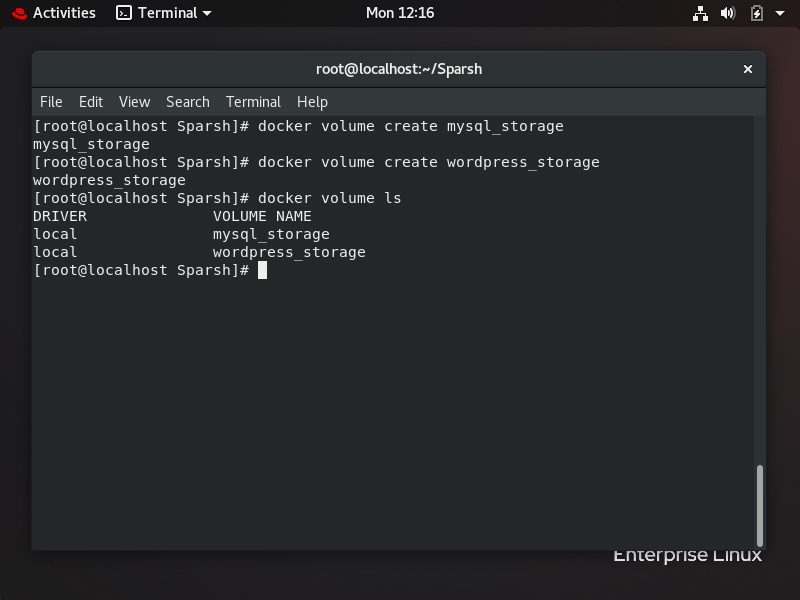 Activities Terminal Mon 12:16
root@localhost:~/Sparsh
File Edit View Search Terminal Help
[root@localhost Sparsh]# docker volume create mysql_storage
mysql_storage
[root@localhost Sparsh]# docker volume create wordpress_storage
wordpress_storage
[root@localhost Sparsh]# docker volume ls
DRIVER              VOLUME NAME
local               mysql_storage
local               wordpress_storage
[root@localhost Sparsh]#
Enterprise Linux